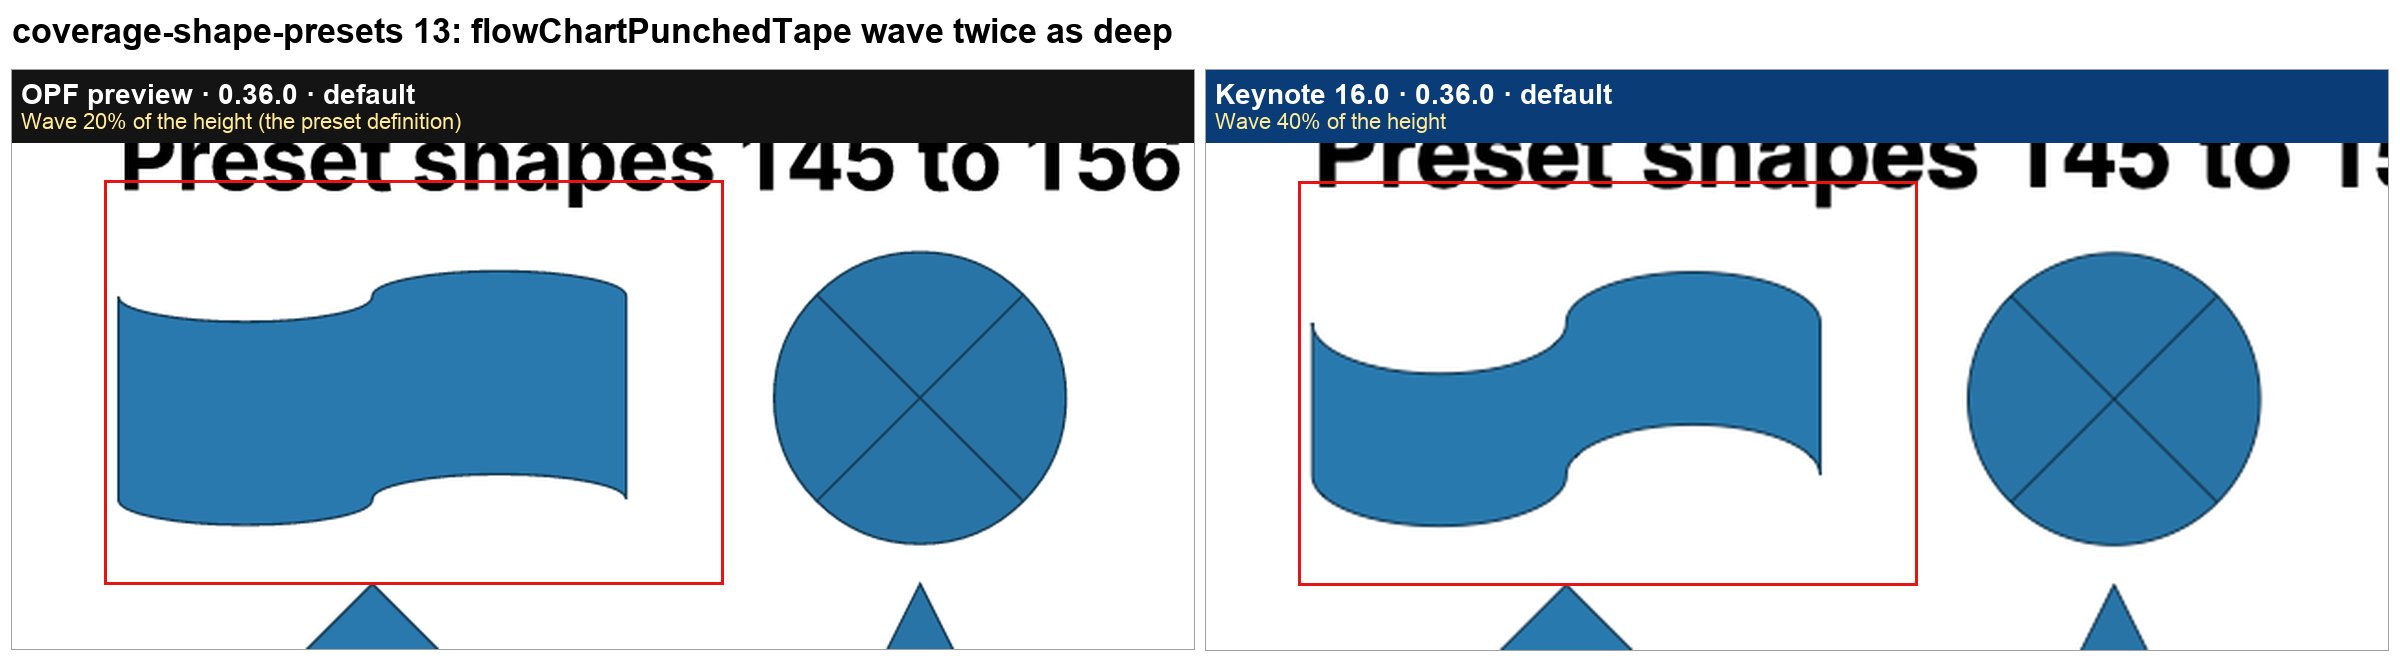 coverage-shape-presets 13: flowChartPunchedTape wave twice as deep
OPF preview · 0.36.0 · default
Wave 20% of the height (the preset definition)
Preset shapes 145 to 156
Keynote 16.0 · 0.36.0 · default
Wave 40% of the height
Preset shapes 145 to 15